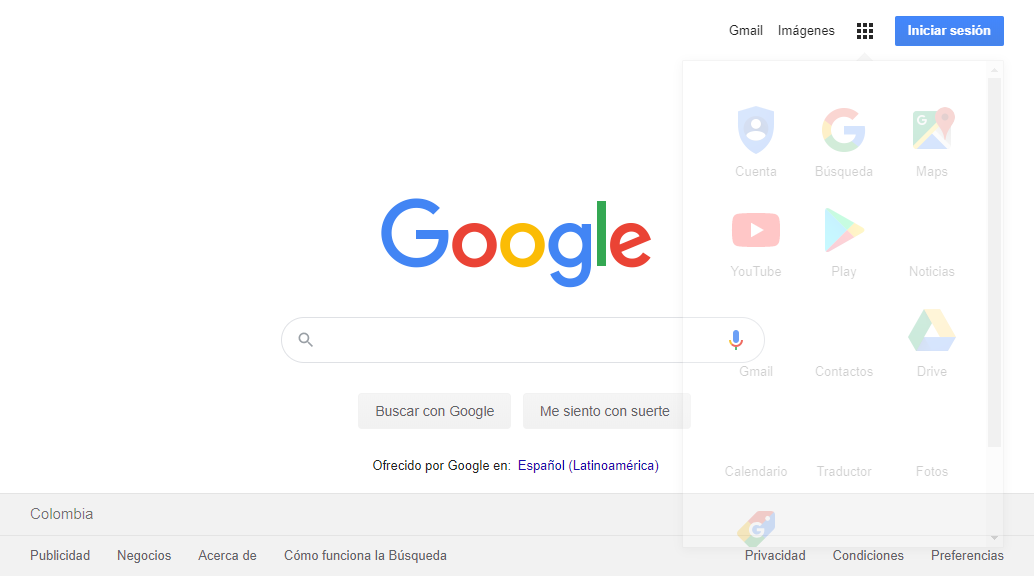 Gmail Imágenes Iniciar sesión
Cuenta Búsqueda Maps
Google
YouTube Play Noticias
Gmail Contactos Drive
Buscar con Google Me siento con suerte
Ofrecido por Google en: Español (Latinoamérica)
Calendario Traductor Fotos
Colombia
Publicidad Negocios Acerca de Cómo funciona la Búsqueda Privacidad Condiciones Preferencias